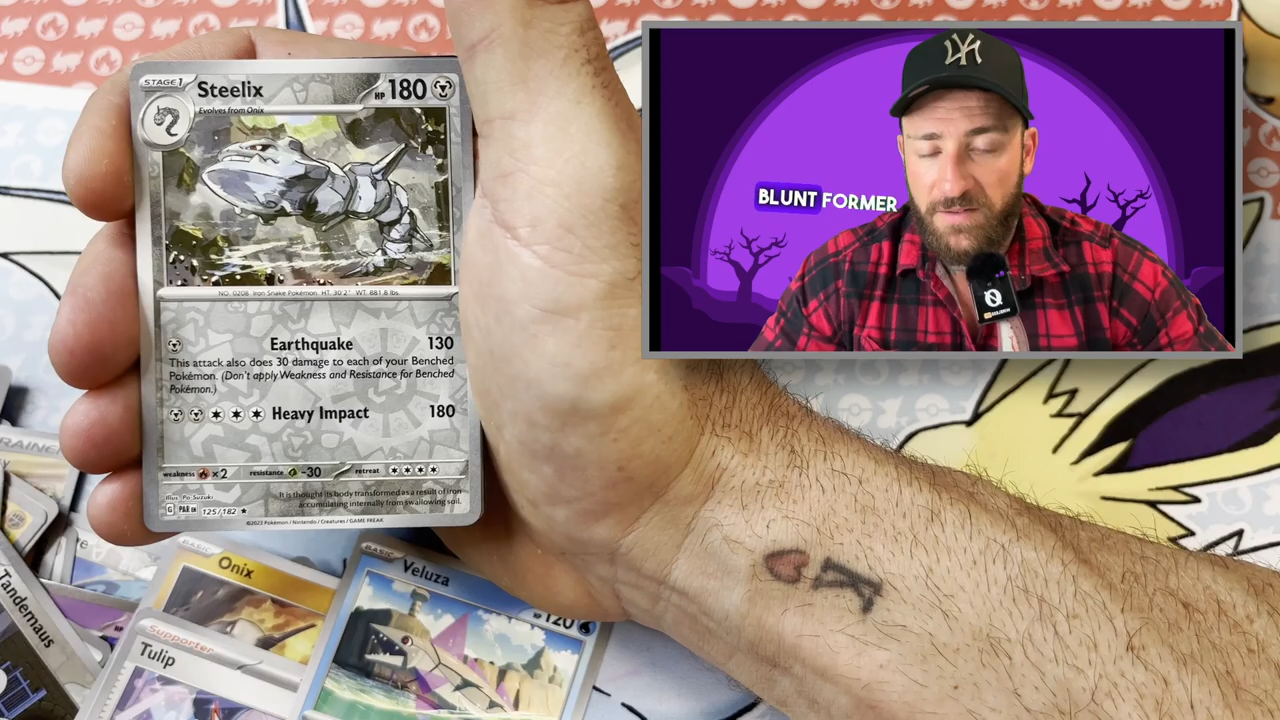 STAGE 1
Steelix
HP 180
Evolves from Onix
NO. 0208 Iron Snake Pokémon HT: 30'2" WT: 881.8 lbs.
Earthquake 130
This attack also does 30 damage to each of your Benched
Pokémon. (Don't apply Weakness and Resistance for Benched
Pokémon.)
Heavy Impact 180
weakness ×2 resistance -30 retreat
Illus. Po-Suzuki
It is thought its body transformed as a result of iron
accumulating internally from swallowing soil.
G PAR EN 125/182 ★
©2023 Pokémon / Nintendo / Creatures / GAME FREAK
BLUNT FORMER
NY
BASIC
Onix
BASIC
Veluza
120
Supporter
Tulip
Tandemaus
K